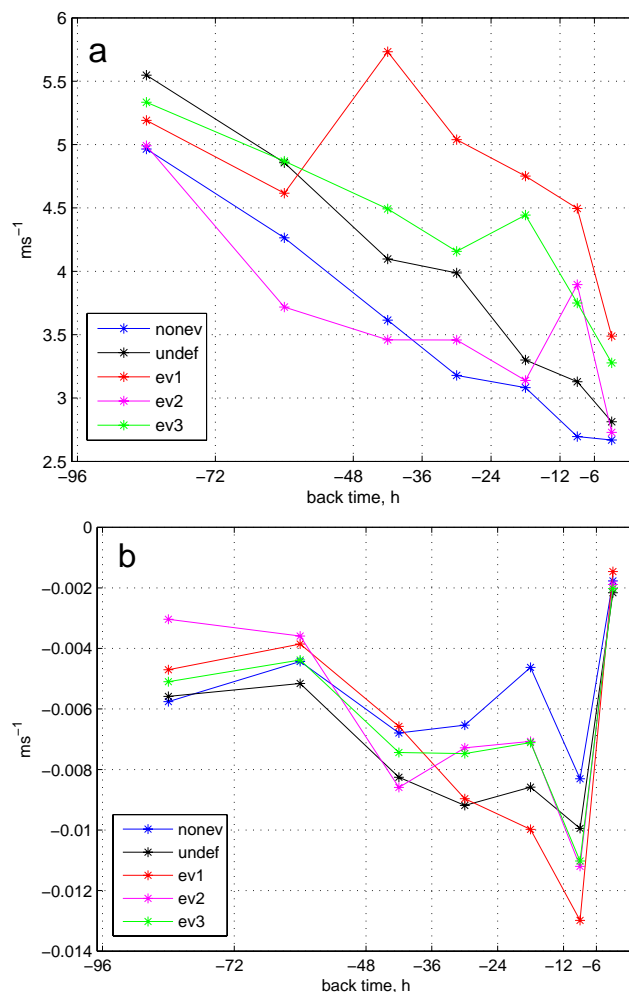 a
6
5.5
5
4.5
4
3.5
3
2.5
ms⁻¹
nonev
undef
ev1
ev2
ev3
−96 −72 −48 −36 −24 −12 −6
back time, h
b
0
−0.002
−0.004
−0.006
−0.008
−0.01
−0.012
−0.014
ms⁻¹
nonev
undef
ev1
ev2
ev3
−96 −72 −48 −36 −24 −12 −6
back time, h